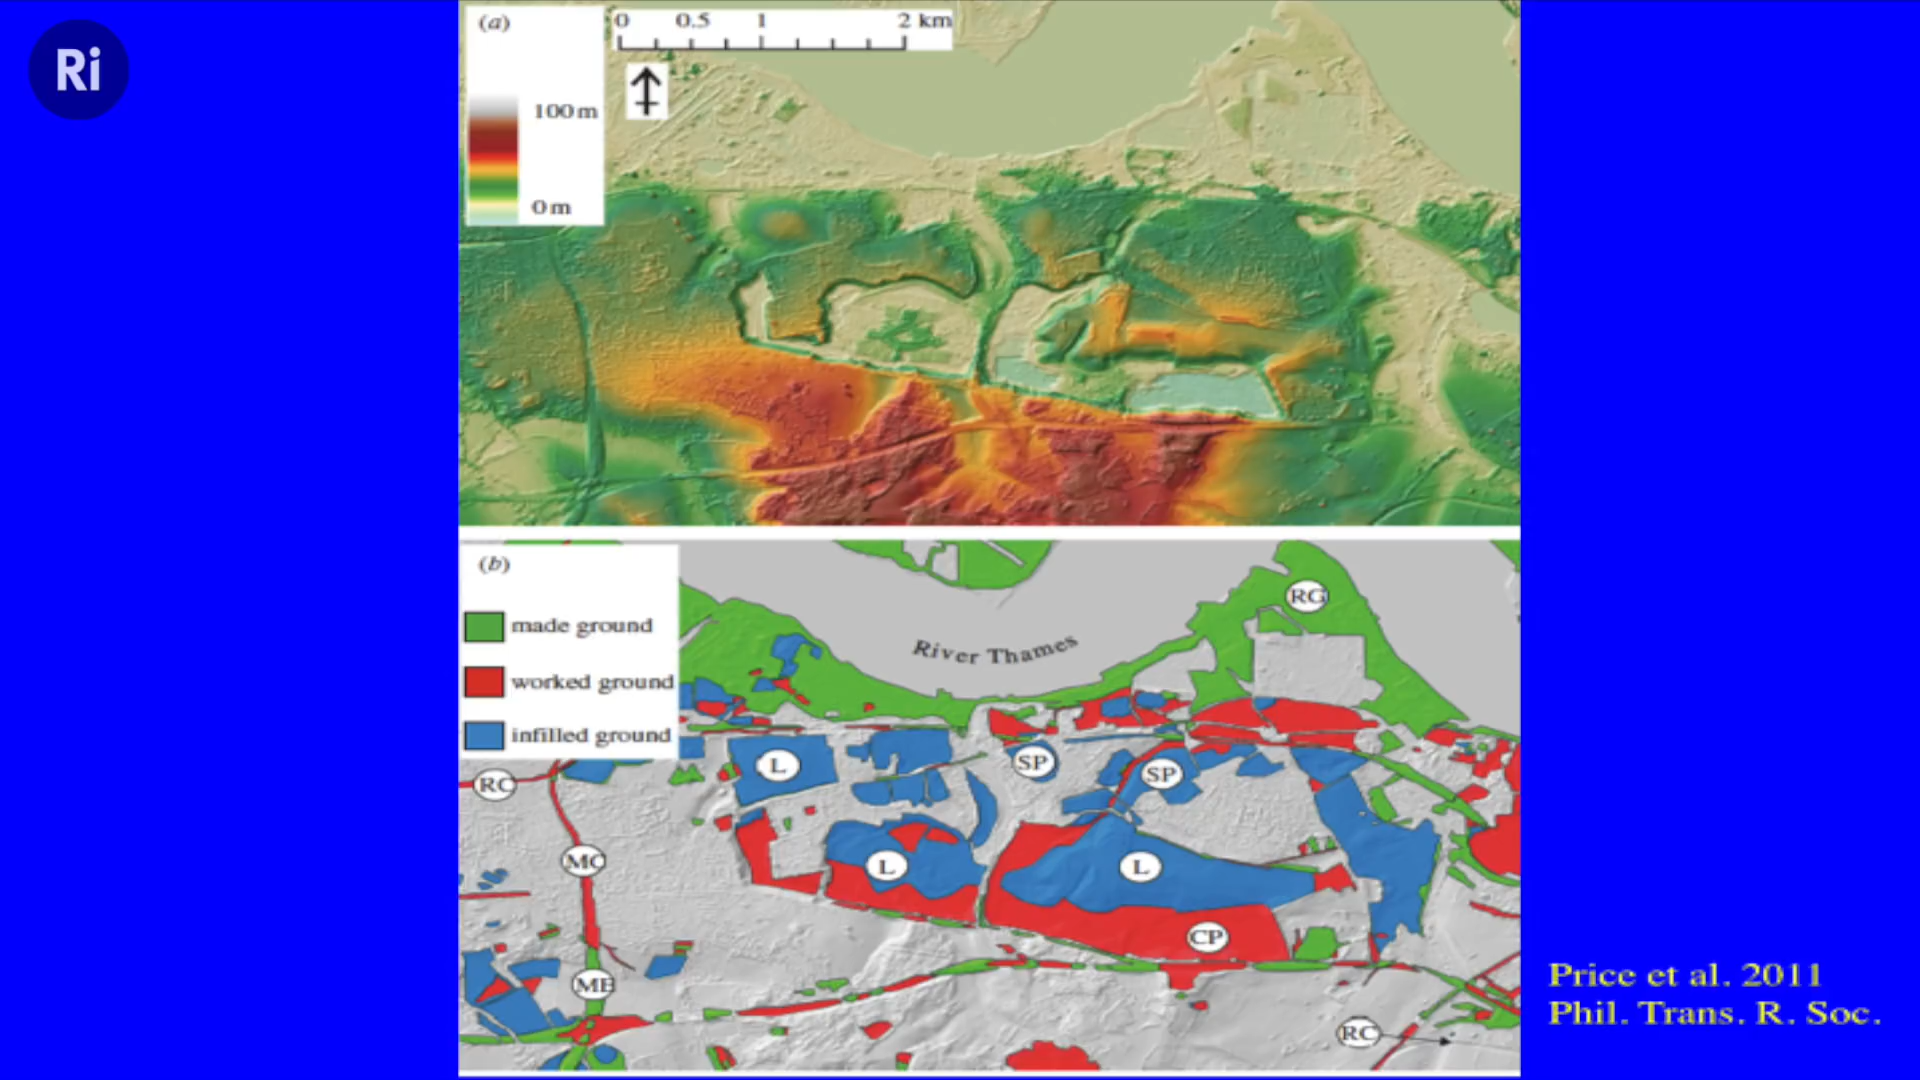 Ri
(a)
0 0.5 1 2 km
100 m
0 m
(b)
made ground
worked ground
infilled ground
River Thames
RG
RC
L
SP
SP
MC
L
L
CP
ME
RC
Price et al. 2011
Phil. Trans. R. Soc.